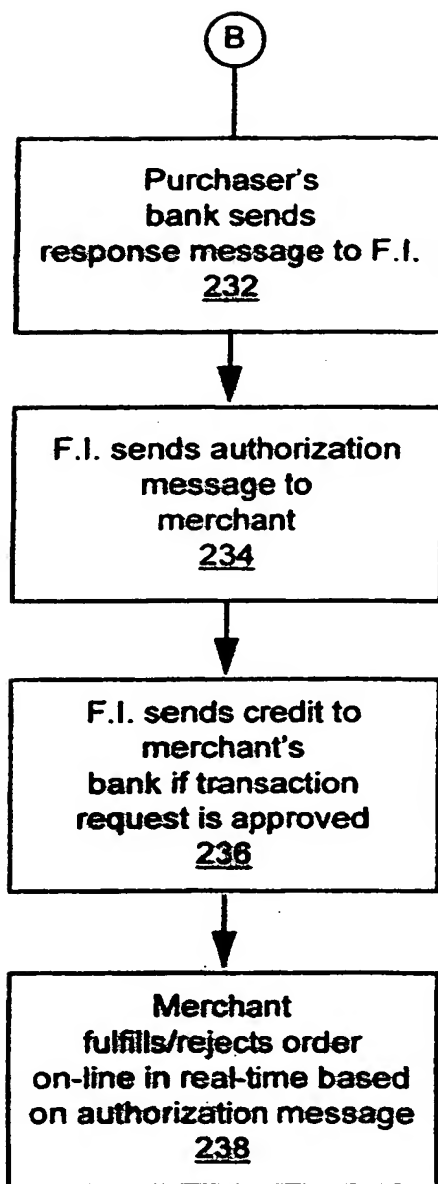 B
Purchaser's
bank sends
response message to F.I.
232
F.I. sends authorization
message to
merchant
234
F.I. sends credit to
merchant's
bank if transaction
request is approved
236
Merchant
fulfills/rejects order
on-line in real-time based
on authorization message
238